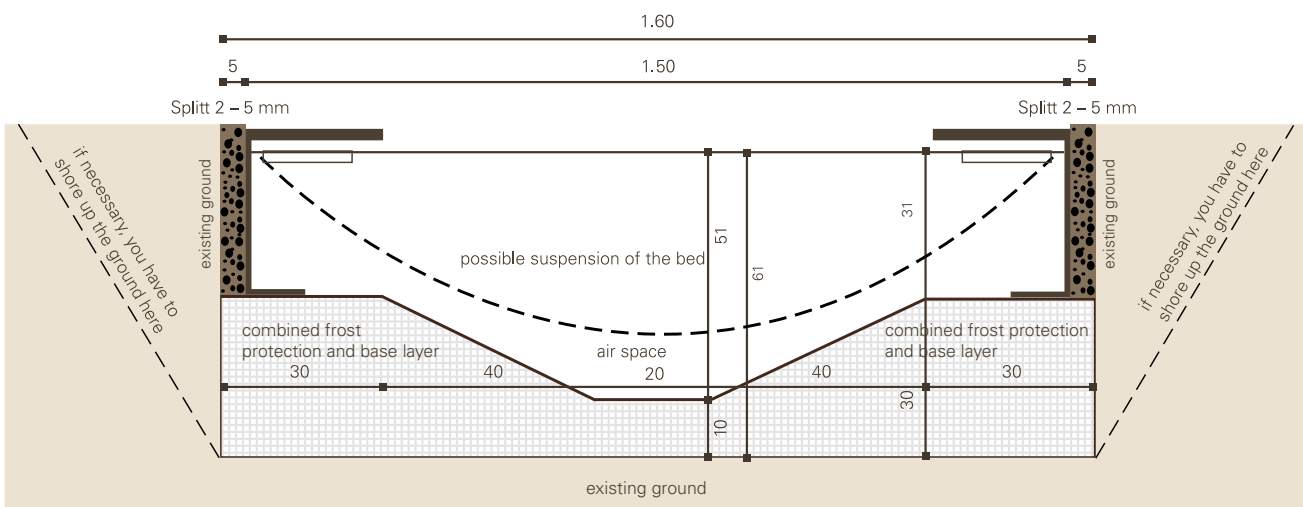 1.60
5
1.50
5
Splitt 2 – 5 mm
Splitt 2 – 5 mm
if necessary, you have to
shore up the ground here
existing ground
possible suspension of the bed
51
61
31
existing ground
if necessary, you have to
shore up the ground here
combined frost
protection and base layer
air space
combined frost protection
and base layer
30
40
20
40
30
30
10
existing ground